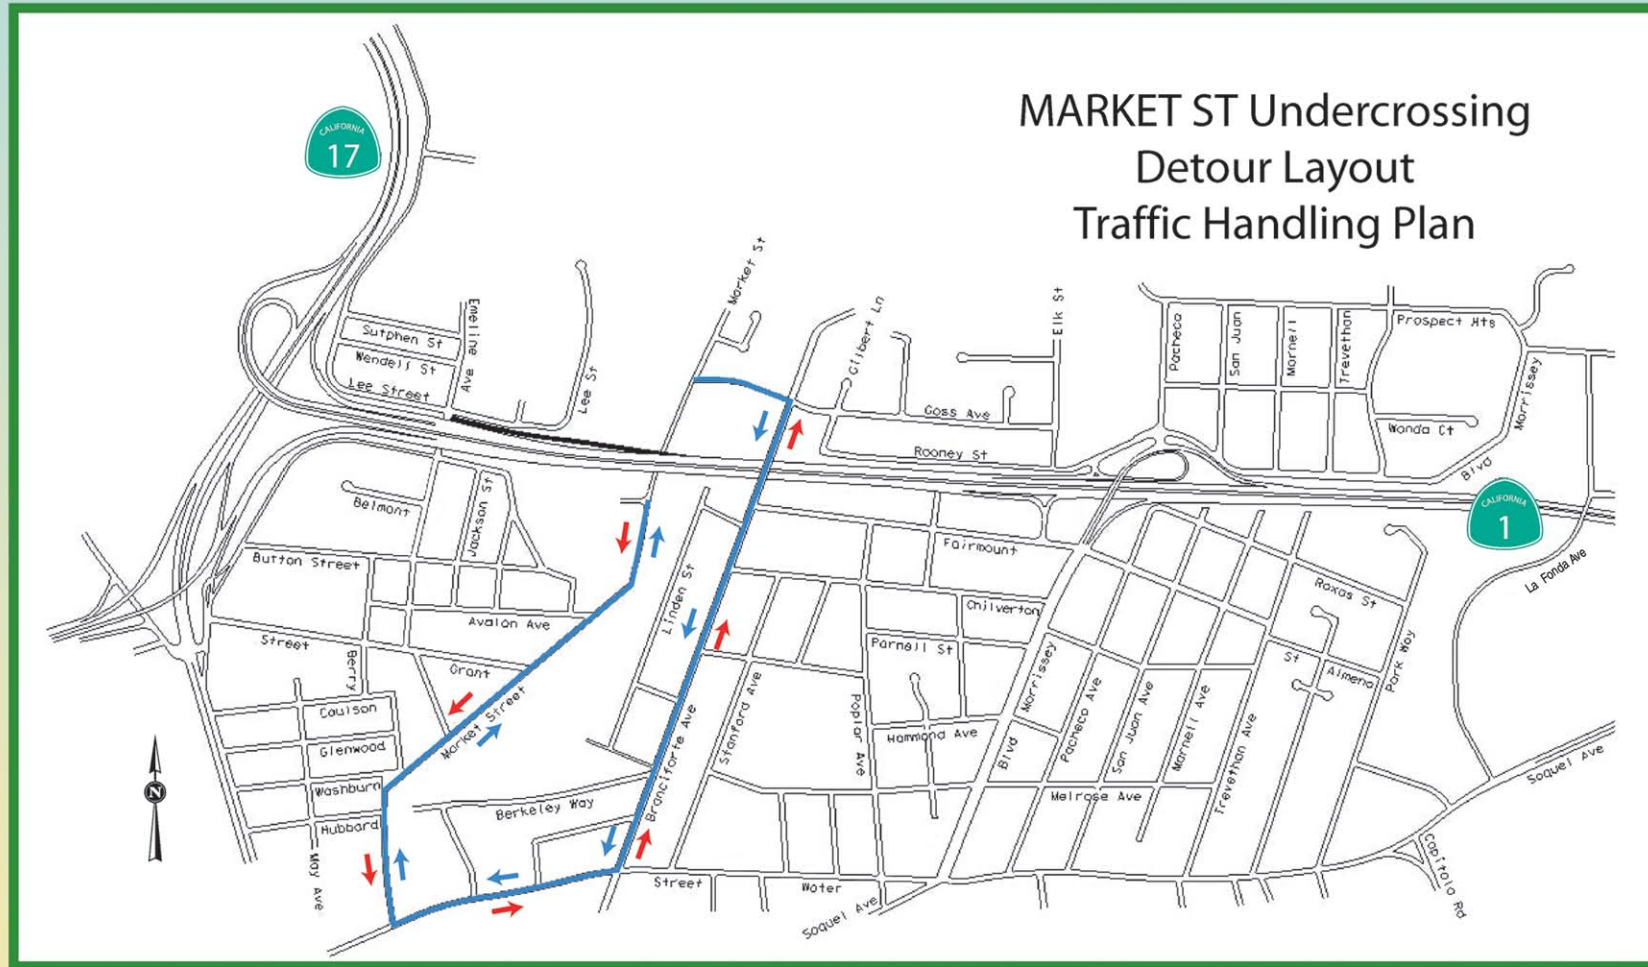 MARKET ST Undercrossing
Detour Layout
Traffic Handling Plan
CALIFORNIA
17
Market St
Gilbert Ln
Elk St
Sutphen St
Wendell St
Lee Street
Emeline
Ave
Lee St
Pacheco
San Juan
Trevethan
Prospect Hts
Morrissey
Blvd
Wanda Ct
Goss Ave
Rooney St
CALIFORNIA
1
La Fonda Ave
Belmont
Jackson St
Button Street
Street
Berry
Avalon Ave
Grant
Market Street
Linden St
Fairmount
Chilverton
Parnell St
Roxas St
St
Almena
Park Way
Coulson
Glenwood
Washburn
Hubbard
May Ave
Berkeley Way
Branciforte Ave
Stanford Ave
Poplar Ave
Hammond Ave
Morrissey
Blvd
Pacheco Ave
San Juan Ave
Marnell Ave
Trevethan Ave
Melrose Ave
Soquel Ave
Capitola Rd
Street
Water
Soquel Ave
N